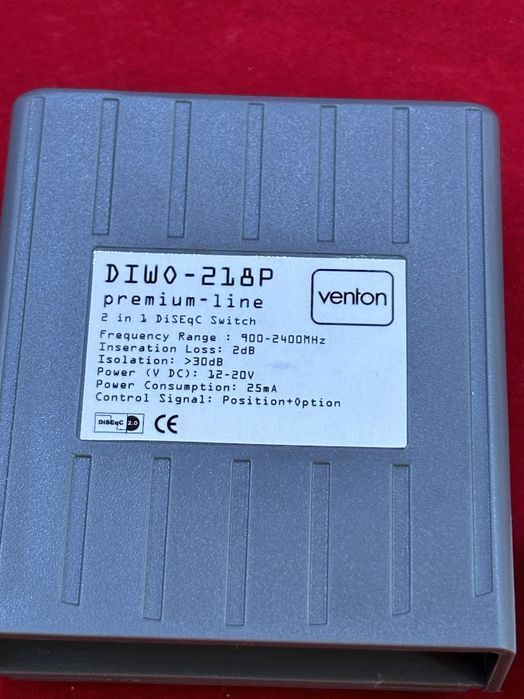 DIWO-218P
premium-line
venton
2 in 1 DiSEqC Switch
Frequency Range : 900-2400MHz
Inseration Loss: 2dB
Isolation: >30dB
Power (V DC): 12-20V
Power Consumption: 25mA
Control Signal: Position+Option
DiSEqC 2.0 CE